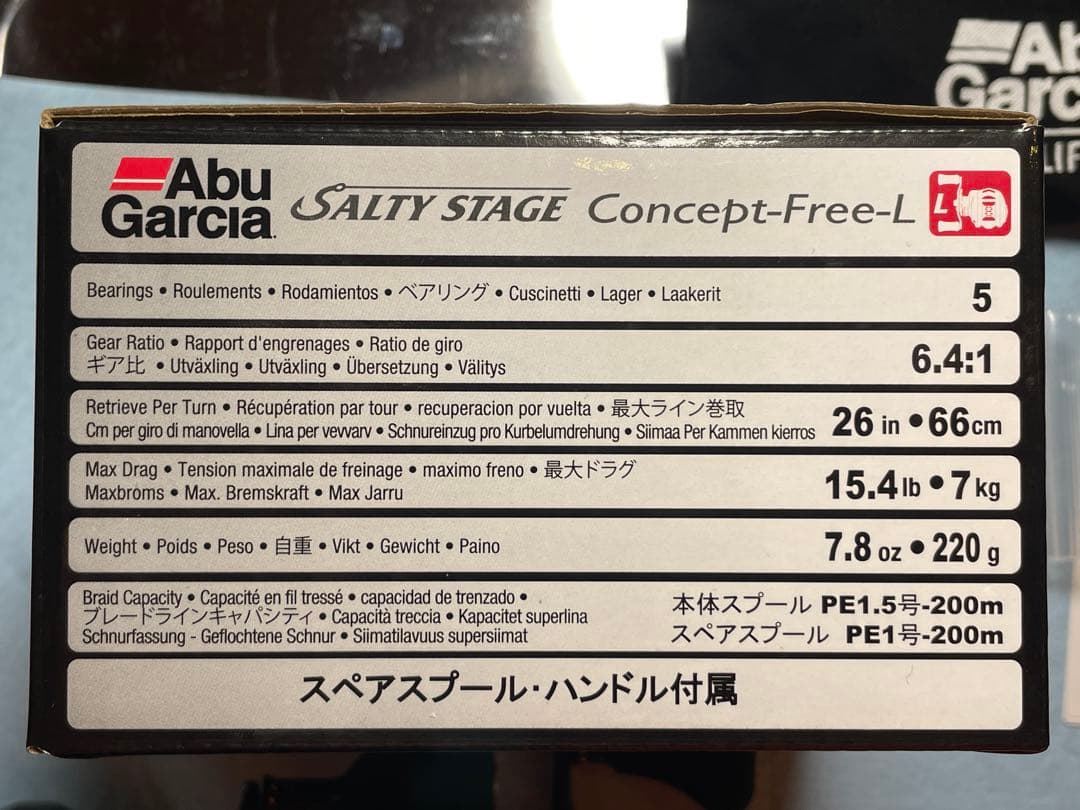 Abu
Garcia
LIF
Abu
Garcia. SALTY STAGE Concept-Free-L
Bearings • Roulements • Rodamientos • ベアリング • Cuscinetti • Lager • Laakerit 5
Gear Ratio • Rapport d'engrenages • Ratio de giro
ギア比 • Utväxling • Utväxling • Übersetzung • Välitys 6.4:1
Retrieve Per Turn • Récupération par tour • recuperacion por vuelta • 最大ライン巻取
Cm per giro di manovella • Lina per vevvarv • Schnureinzug pro Kurbelumdrehung • Siimaa Per Kammen kierros 26 in • 66cm
Max Drag • Tension maximale de freinage • maximo freno • 最大ドラグ
Maxbroms • Max. Bremskraft • Max Jarru 15.4 lb • 7 kg
Weight • Poids • Peso • 自重 • Vikt • Gewicht • Paino 7.8 oz • 220 g
Braid Capacity • Capacité en fil tressé • capacidad de trenzado •
ブレードラインキャパシティ • Capacità treccia • Kapacitet superlina
Schnurfassung - Geflochtene Schnur • Siimatilavuus supersiimat
本体スプール PE1.5号-200m
スペアスプール PE1号-200m
スペアスプール・ハンドル付属